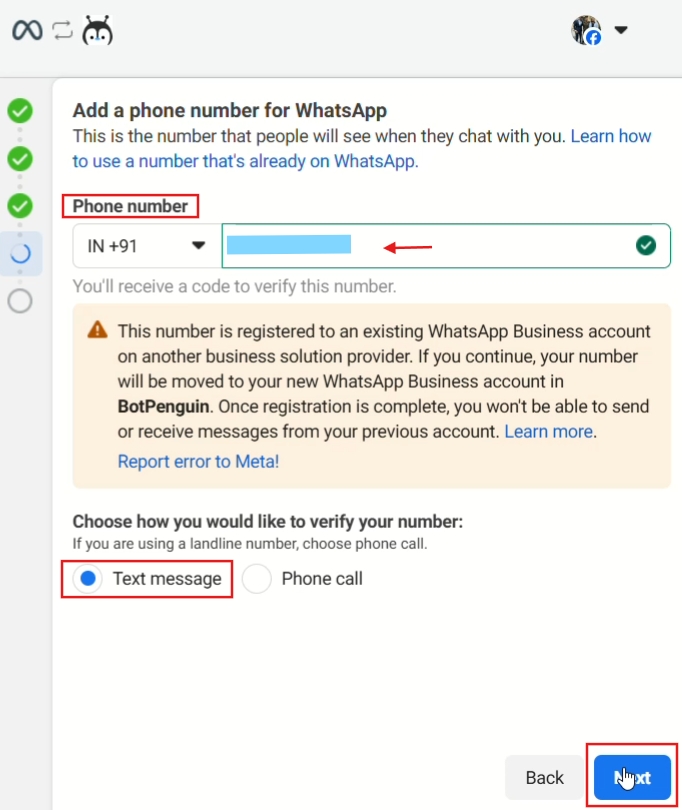 Add a phone number for WhatsApp
This is the number that people will see when they chat with you. Learn how
to use a number that's already on WhatsApp.
Phone number
IN +91
You'll receive a code to verify this number.
This number is registered to an existing WhatsApp Business account
on another business solution provider. If you continue, your number
will be moved to your new WhatsApp Business account in
BotPenguin. Once registration is complete, you won't be able to send
or receive messages from your previous account. Learn more.
Report error to Meta!
Choose how you would like to verify your number:
If you are using a landline number, choose phone call.
Text message Phone call
Back Next